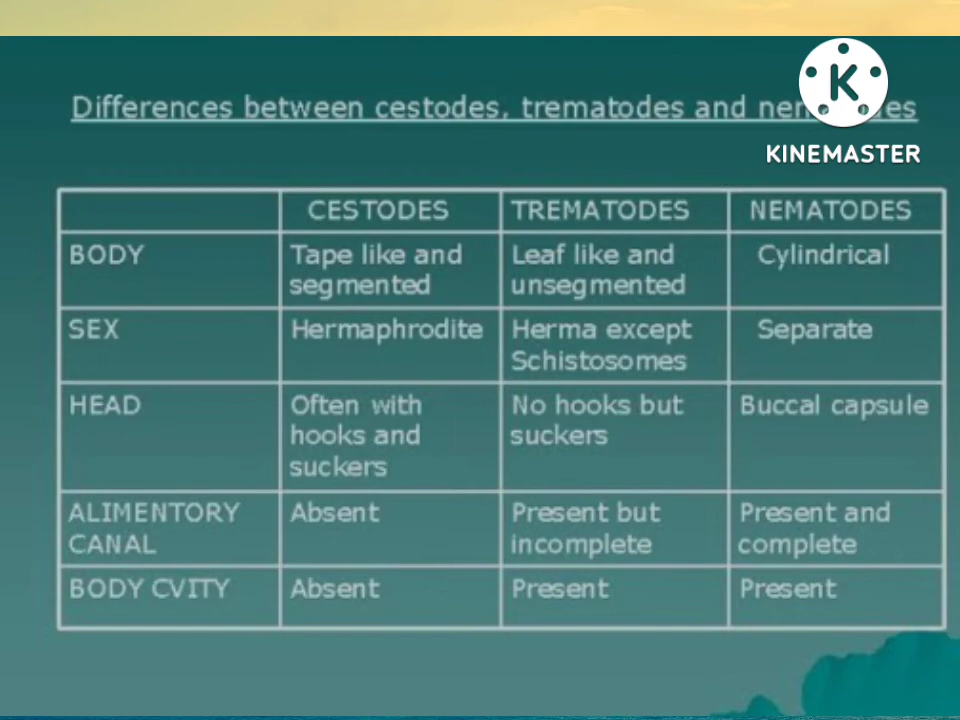 Differences between cestodes, trematodes and nematodes
KINEMASTER
CESTODES TREMATODES NEMATODES
BODY Tape like and Leaf like and Cylindrical
segmented unsegmented
SEX Hermaphrodite Herma except Separate
Schistosomes
HEAD Often with No hooks but Buccal capsule
hooks and suckers
suckers
ALIMENTORY Absent Present but Present and
CANAL incomplete complete
BODY CVITY Absent Present Present